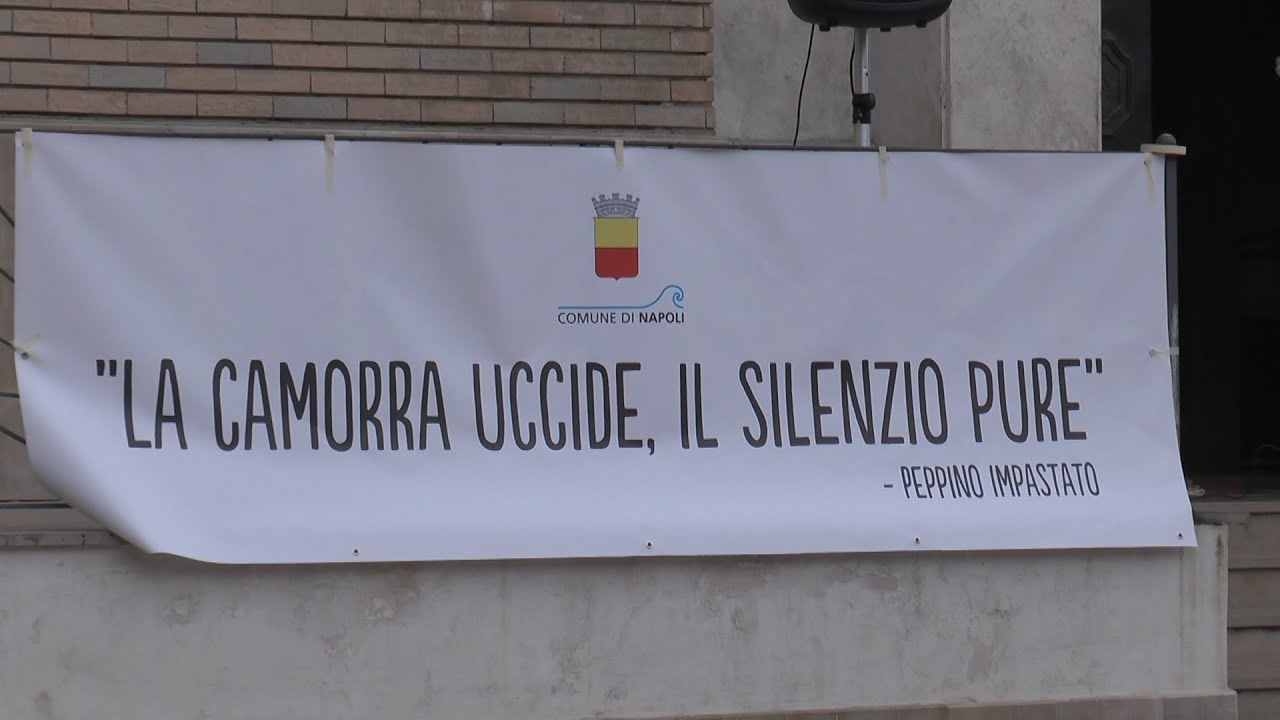 COMUNE DI NAPOLI
"LA CAMORRA UCCIDE, IL SILENZIO PURE"
- PEPPINO IMPASTATO